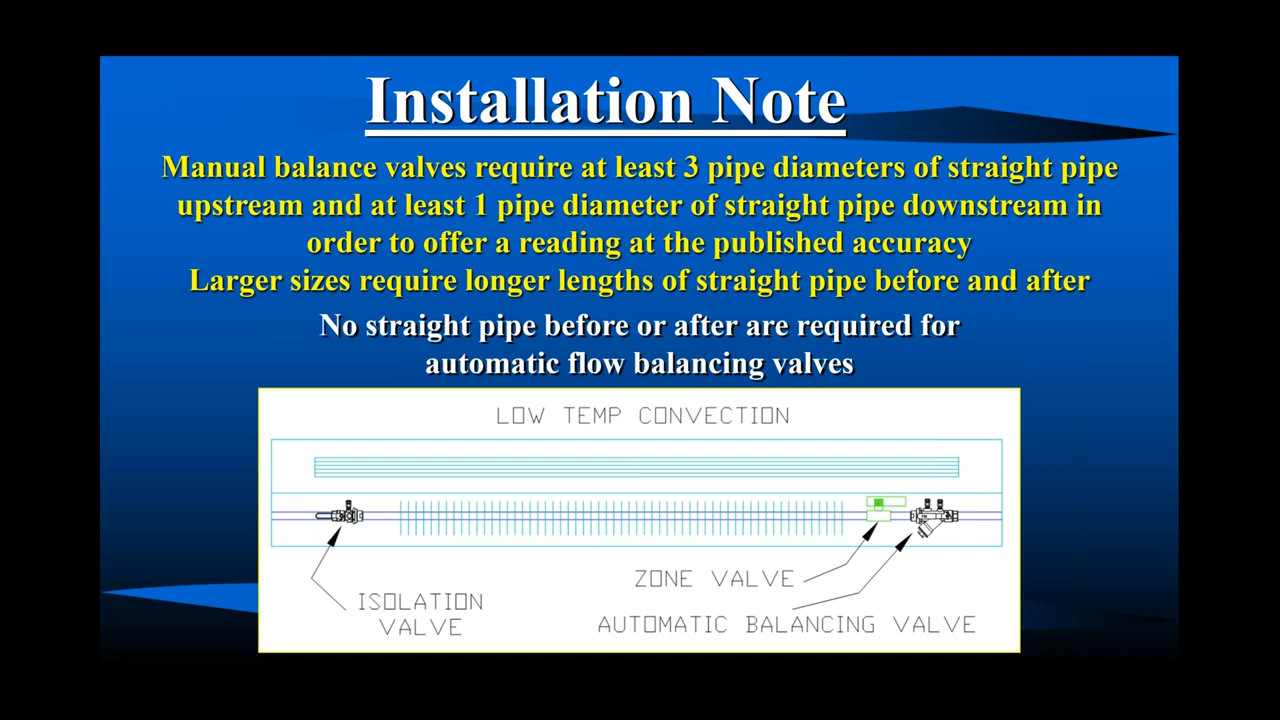 Installation Note
Manual balance valves require at least 3 pipe diameters of straight pipe
upstream and at least 1 pipe diameter of straight pipe downstream in
order to offer a reading at the published accuracy
Larger sizes require longer lengths of straight pipe before and after
No straight pipe before or after are required for
automatic flow balancing valves
LOW TEMP CONVECTION
ZONE VALVE
ISOLATION
VALVE
AUTOMATIC BALANCING VALVE